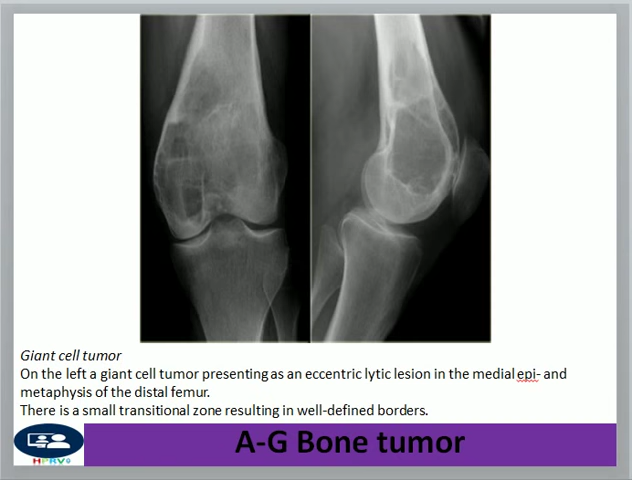 Giant cell tumor
On the left a giant cell tumor presenting as an eccentric lytic lesion in the medial epi- and
metaphysis of the distal femur.
There is a small transitional zone resulting in well-defined borders.
A-G Bone tumor